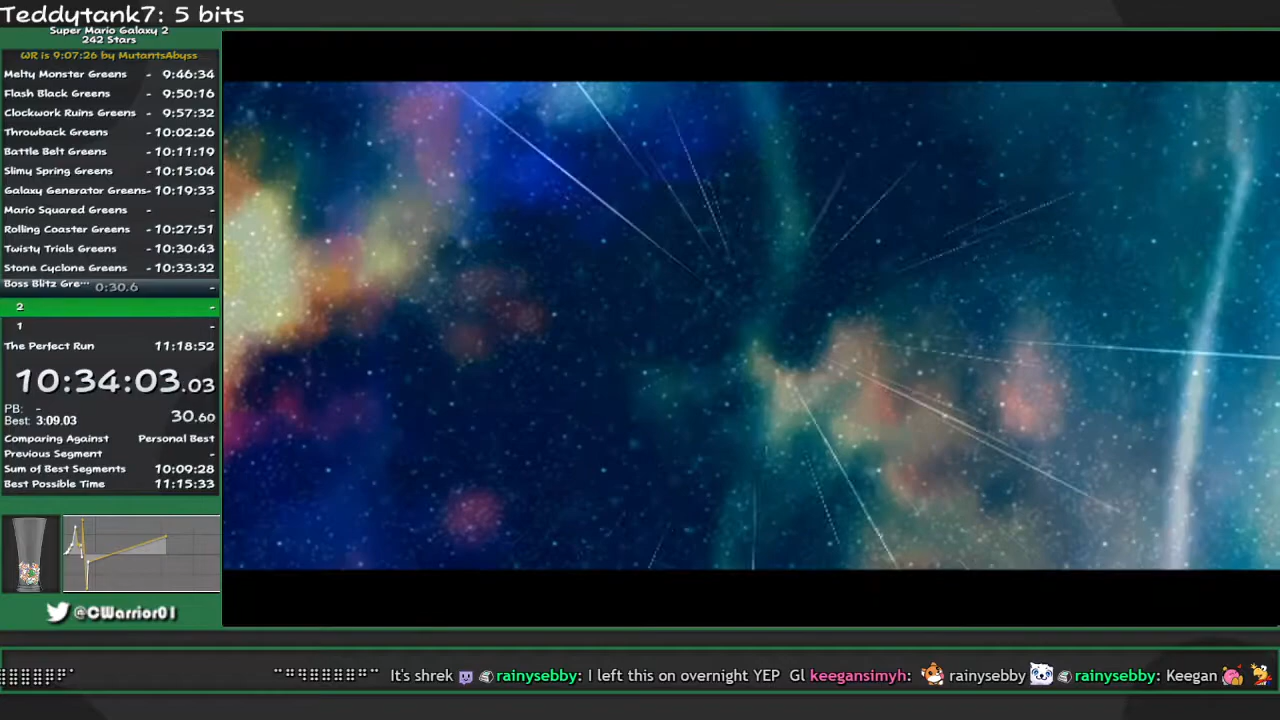 Teddytank7: 5 bits
Super Mario Galaxy 2
242 Stars
WR is 9:07:26 by MutantsAbyss
Melty Monster Greens - 9:46:34
Flash Black Greens - 9:50:16
Clockwork Ruins Greens - 9:57:32
Throwback Greens - 10:02:26
Battle Belt Greens - 10:11:19
Slimy Spring Greens - 10:15:04
Galaxy Generator Greens - 10:19:33
Mario Squared Greens - -
Rolling Coaster Greens - 10:27:51
Twisty Trials Greens - 10:30:43
Stone Cyclone Greens - 10:33:32
Boss Blitz Gre... 0:30.6 -
2 -
1 -
The Perfect Run 11:18:52
10:34:03.03
PB: - 30.60
Best: 3:09.03
Comparing Against Personal Best
Previous Segment -
Sum of Best Segments 10:09:28
Best Possible Time 11:15:33
@CWarrior01
It's shrek rainysebby: I left this on overnight YEP Gl keegansimyh: rainysebby rainysebby: Keegan